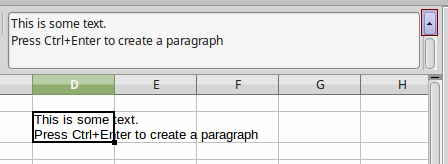 This is some text.
Press Ctrl+Enter to create a paragraph
D E F G H
This is some text.
Press Ctrl+Enter to create a paragraph